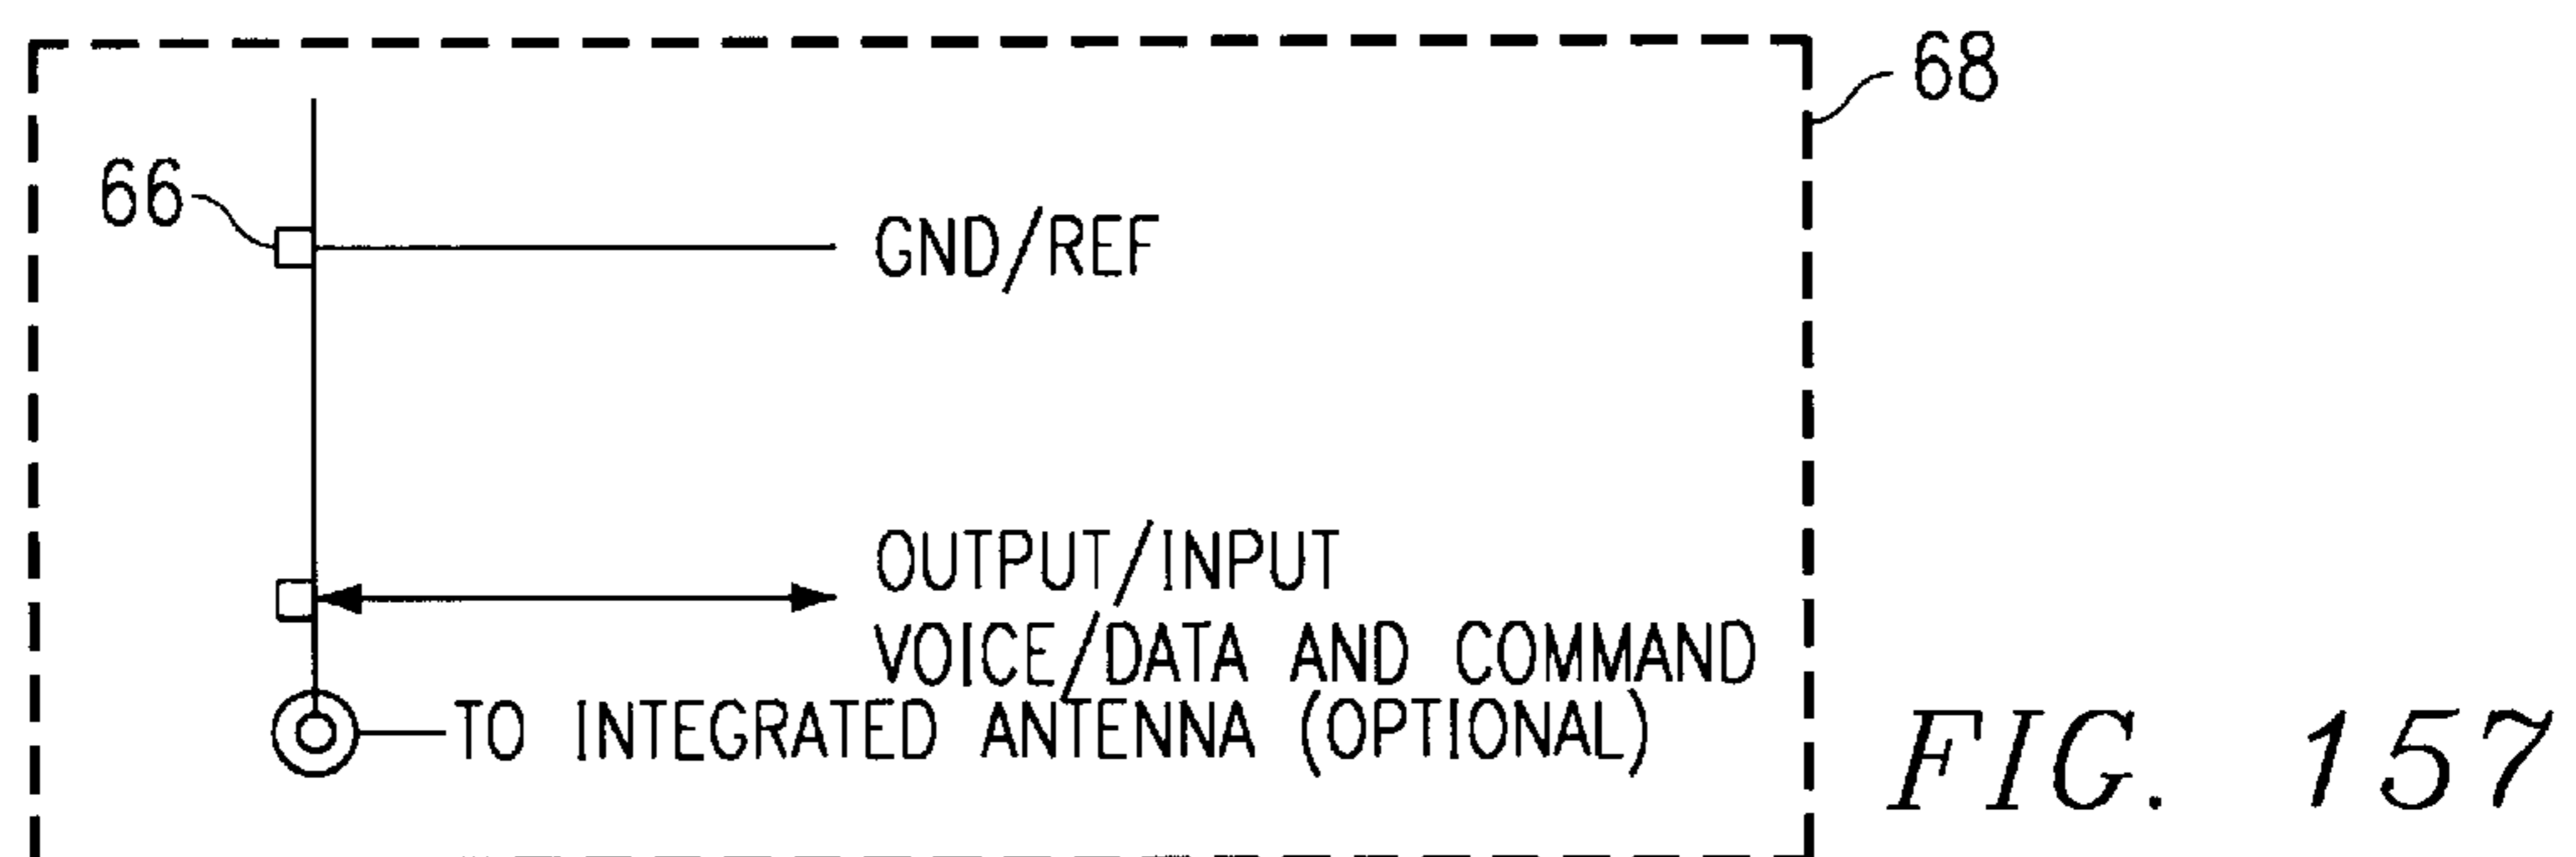 68
66
GND/REF
OUTPUT/INPUT
VOICE/DATA AND COMMAND
TO INTEGRATED ANTENNA (OPTIONAL)
FIG. 157